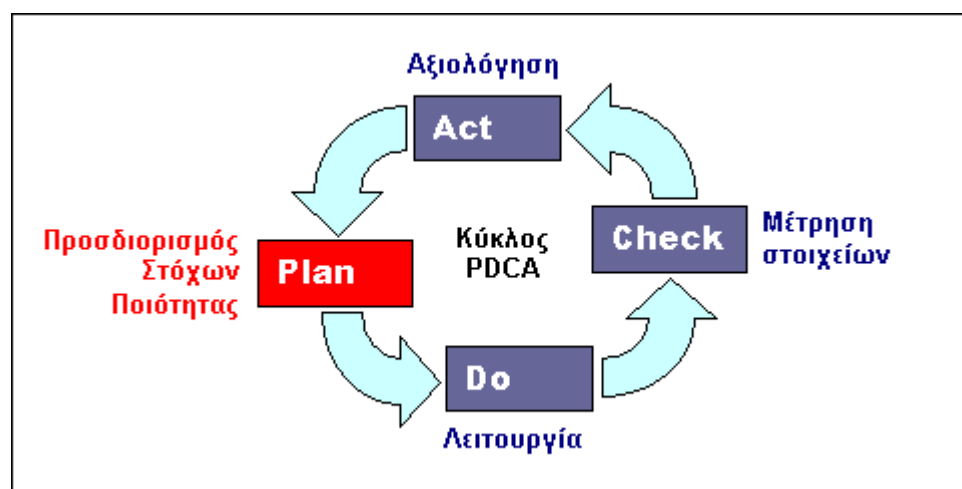 Αξιολόγηση
Act
Προσδιορισμός
Στόχων
Ποιότητας
Plan
Κύκλος
PDCA
Check
Μέτρηση
στοιχείων
Do
Λειτουργία